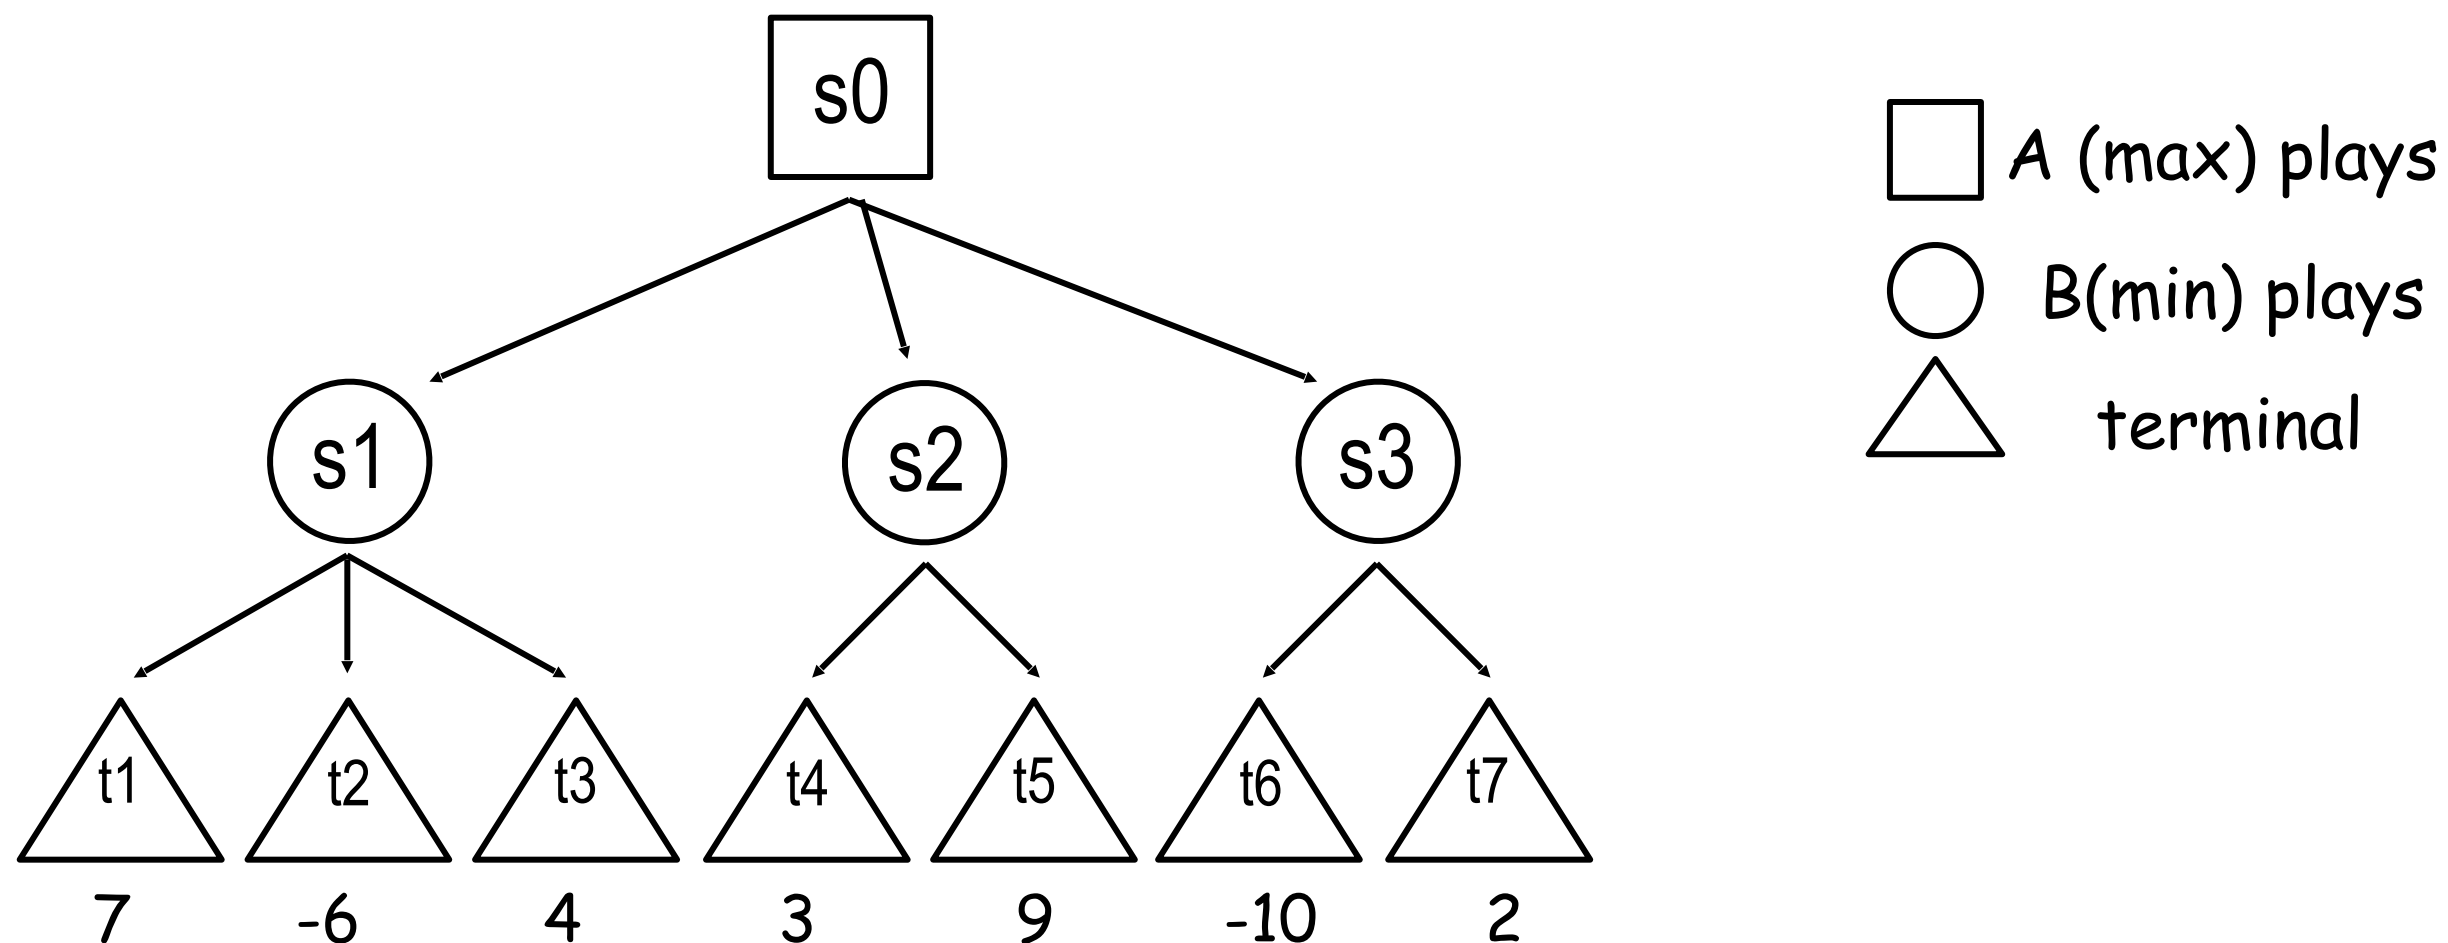 s0
A (max) plays
B(min) plays
terminal
s1 s2 s3
t1 t2 t3 t4 t5 t6 t7
7 -6 4 3 9 -10 2